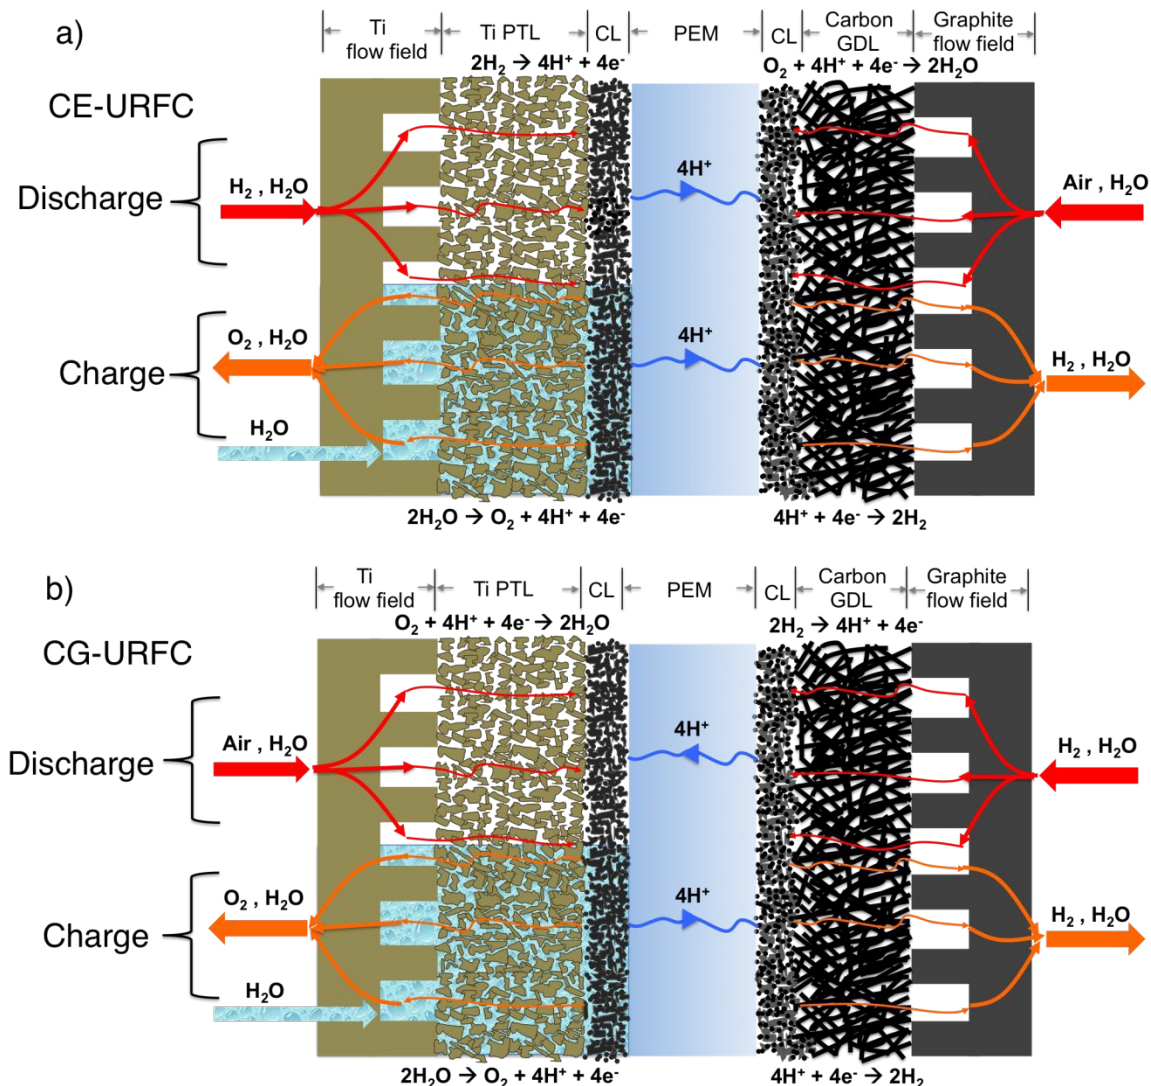 a)
Ti
flow field
Ti PTL
CL
PEM
CL
Carbon
GDL
Graphite
flow field
2H₂ → 4H⁺ + 4e⁻
O₂ + 4H⁺ + 4e⁻ → 2H₂O
CE-URFC
Discharge
H₂ , H₂O
4H⁺
Air , H₂O
Charge
O₂ , H₂O
4H⁺
H₂ , H₂O
H₂O
2H₂O → O₂ + 4H⁺ + 4e⁻
4H⁺ + 4e⁻ → 2H₂
b)
Ti
flow field
Ti PTL
CL
PEM
CL
Carbon
GDL
Graphite
flow field
O₂ + 4H⁺ + 4e⁻ → 2H₂O
2H₂ → 4H⁺ + 4e⁻
CG-URFC
Discharge
Air , H₂O
4H⁺
H₂ , H₂O
Charge
O₂ , H₂O
4H⁺
H₂ , H₂O
H₂O
2H₂O → O₂ + 4H⁺ + 4e⁻
4H⁺ + 4e⁻ → 2H₂